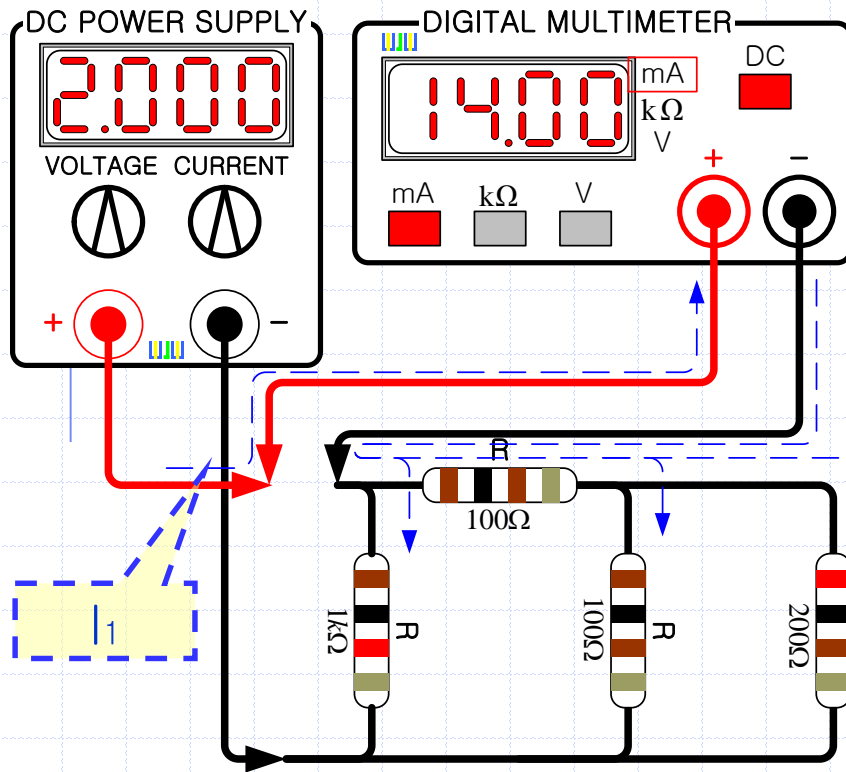 DC POWER SUPPLY
2.000
VOLTAGE CURRENT
+ −
DIGITAL MULTIMETER
14.00
mA
kΩ
V
DC
mA kΩ V
+ −
R
100Ω
1kΩ
R
100Ω
R
200Ω
I1